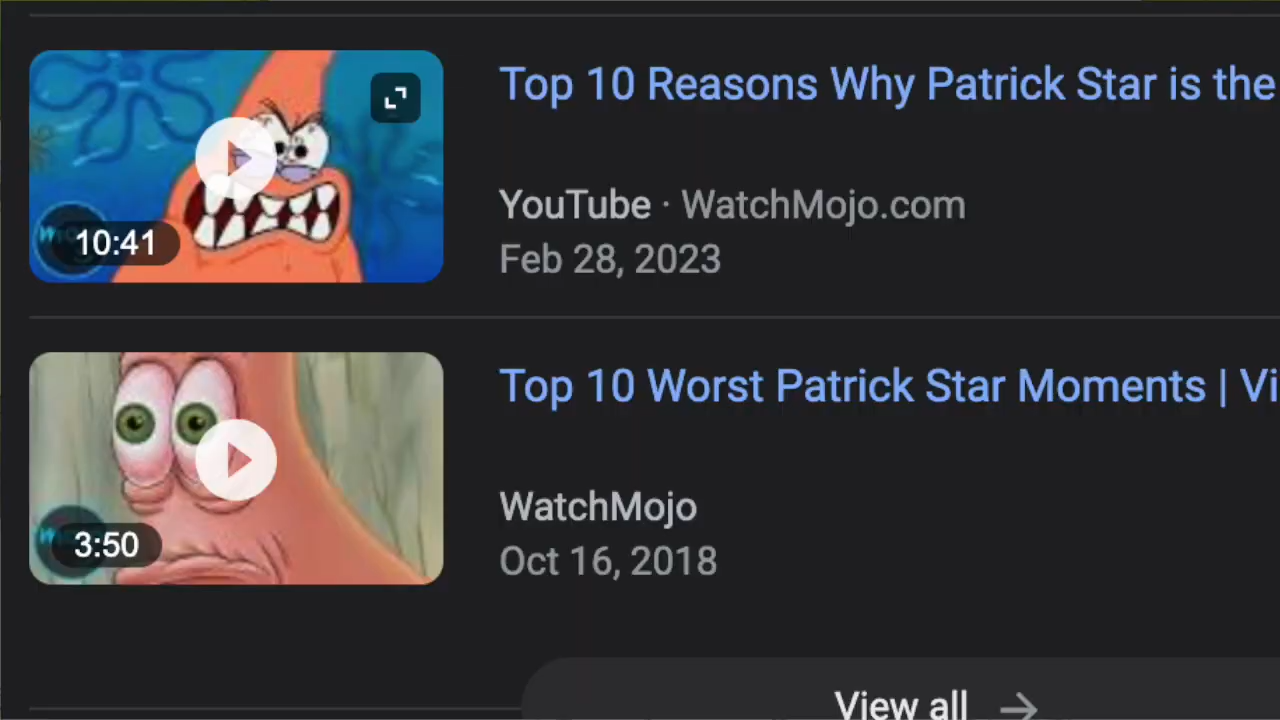 Top 10 Reasons Why Patrick Star is the
YouTube · WatchMojo.com
Feb 28, 2023
10:41
Top 10 Worst Patrick Star Moments | Vi
WatchMojo
Oct 16, 2018
3:50
View all